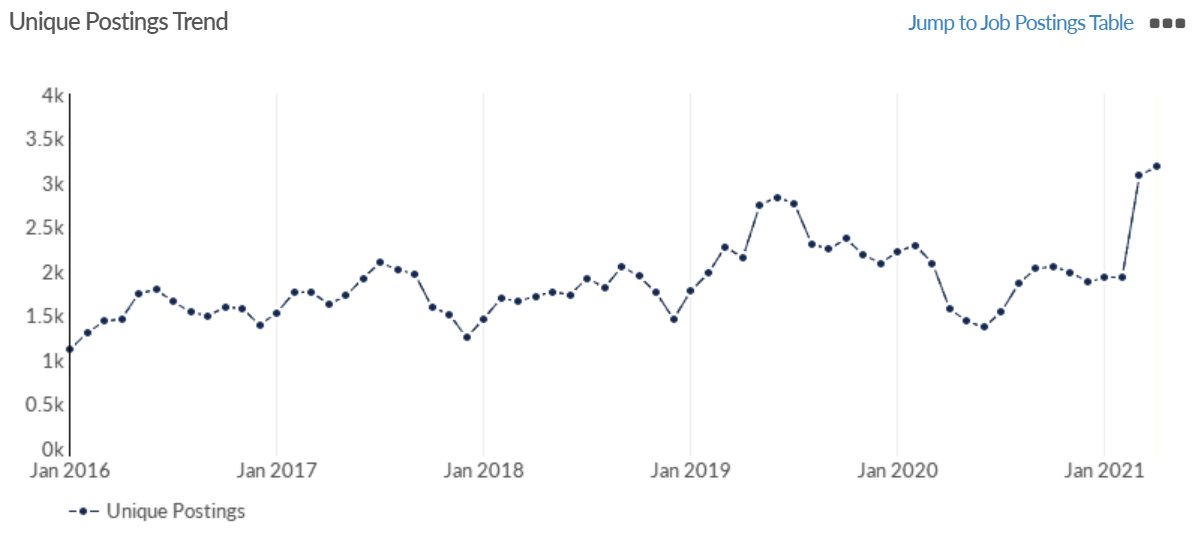 Unique Postings Trend
Jump to Job Postings Table
4k
3.5k
3k
2.5k
2k
1.5k
1k
0.5k
0k
Jan 2016 Jan 2017 Jan 2018 Jan 2019 Jan 2020 Jan 2021
Unique Postings